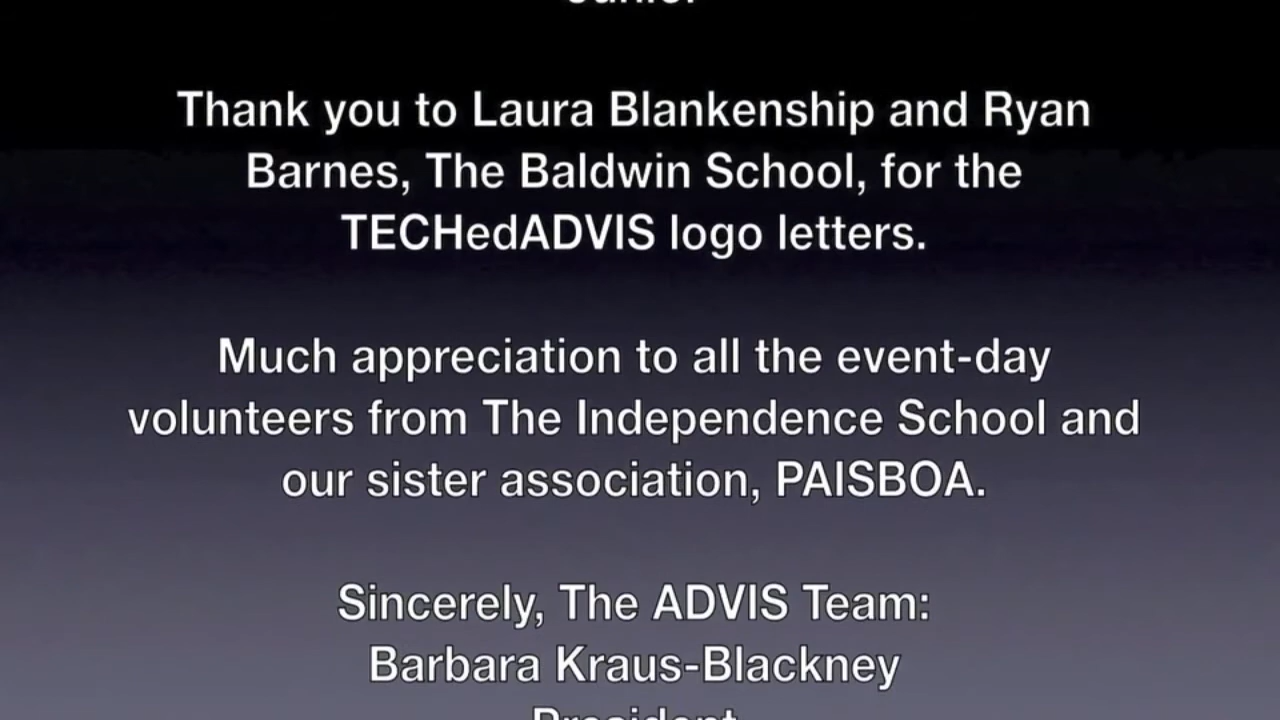 Thank you to Laura Blankenship and Ryan
Barnes, The Baldwin School, for the
TECHedADVIS logo letters.
Much appreciation to all the event-day
volunteers from The Independence School and
our sister association, PAISBOA.
Sincerely, The ADVIS Team:
Barbara Kraus-Blackney
President